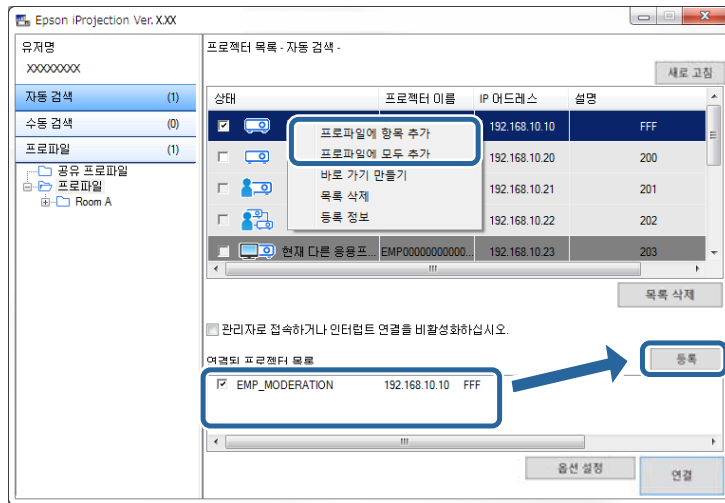 Epson iProjection Ver. X.XX
유저명
XXXXXXXX
자동 검색 (1)
수동 검색 (0)
프로파일 (1)
공유 프로파일
프로파일
Room A
프로젝터 목록 - 자동 검색 -
새로 고침
상태 프로젝터 이름 IP 어드레스 설명
192.168.10.10 FFF
192.168.10.20 200
192.168.10.21 201
192.168.10.22 202
현재 다른 응용프... EMP00000000000... 192.168.10.23 203
프로파일에 항목 추가
프로파일에 모두 추가
바로 가기 만들기
목록 삭제
등록 정보
목록 삭제
관리자로 접속하거나 인터럽트 연결을 비활성화하십시오.
연결된 프로젝터 목록
등록
EMP_MODERATION 192.168.10.10 FFF
옵션 설정
연결